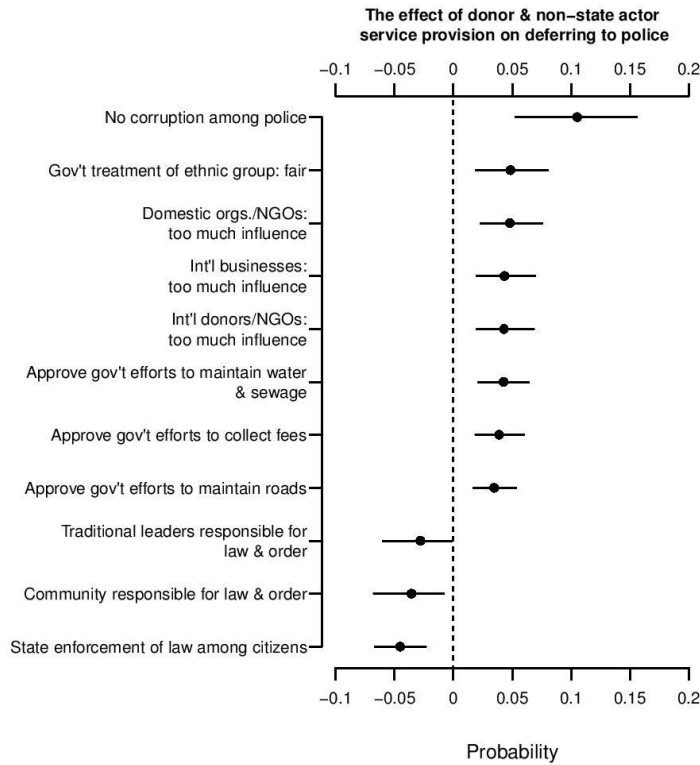 The effect of donor & non−state actor
service provision on deferring to police
−0.1 −0.05 0 0.05 0.1 0.15 0.2
No corruption among police
Gov't treatment of ethnic group: fair
Domestic orgs./NGOs:
too much influence
Int'l businesses:
too much influence
Int'l donors/NGOs:
too much influence
Approve gov't efforts to maintain water
& sewage
Approve gov't efforts to collect fees
Approve gov't efforts to maintain roads
Traditional leaders responsible for
law & order
Community responsible for law & order
State enforcement of law among citizens
−0.1 −0.05 0 0.05 0.1 0.15 0.2
Probability